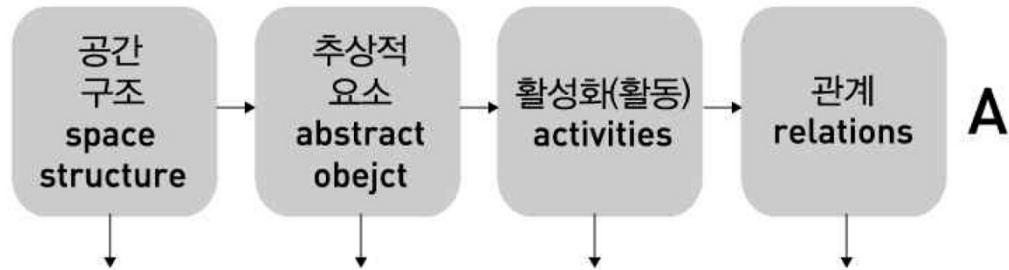 공간
구조
space
structure
추상적
요소
abstract
obejct
활성화(활동)
activities
관계
relations
A